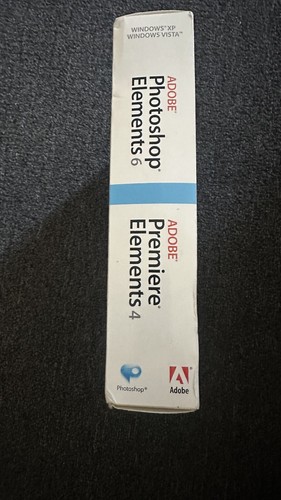 WINDOWS® XP
WINDOWS VISTA™
ADOBE®
Photoshop®
Elements 6
ADOBE®
Premiere®
Elements 4
Photoshop®
Adobe